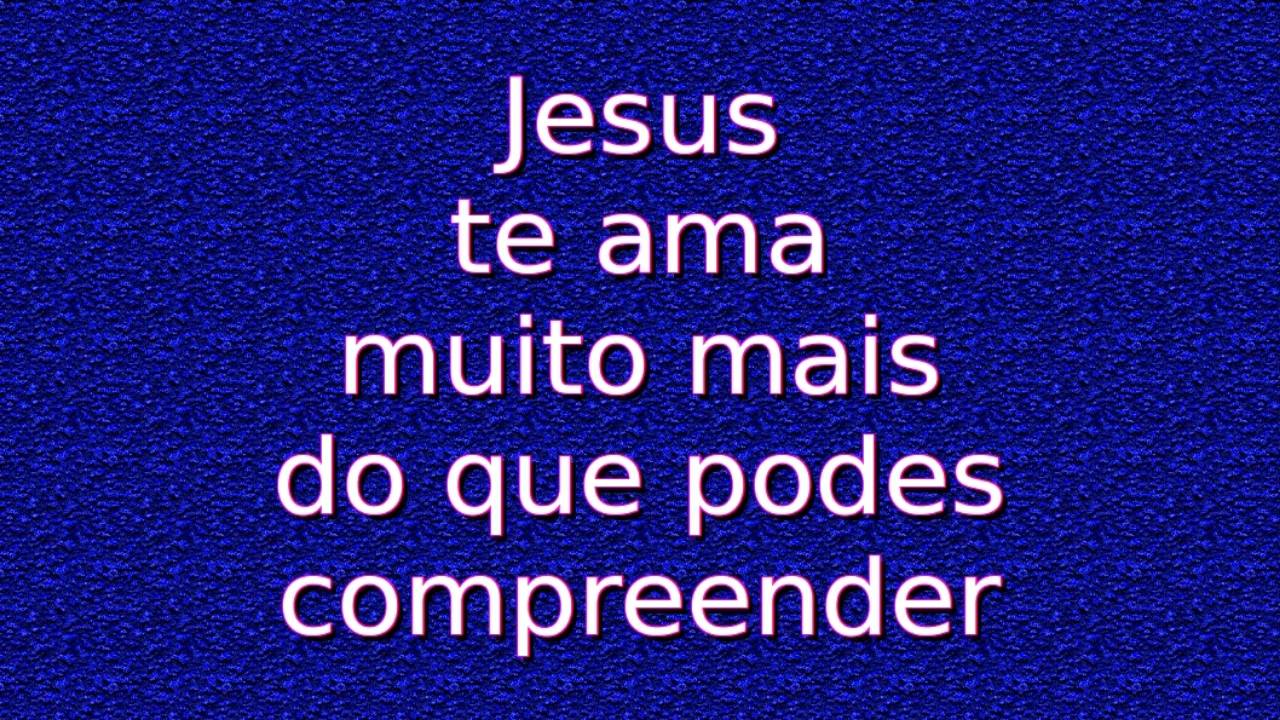 Jesus
te ama
muito mais
do que podes
compreender